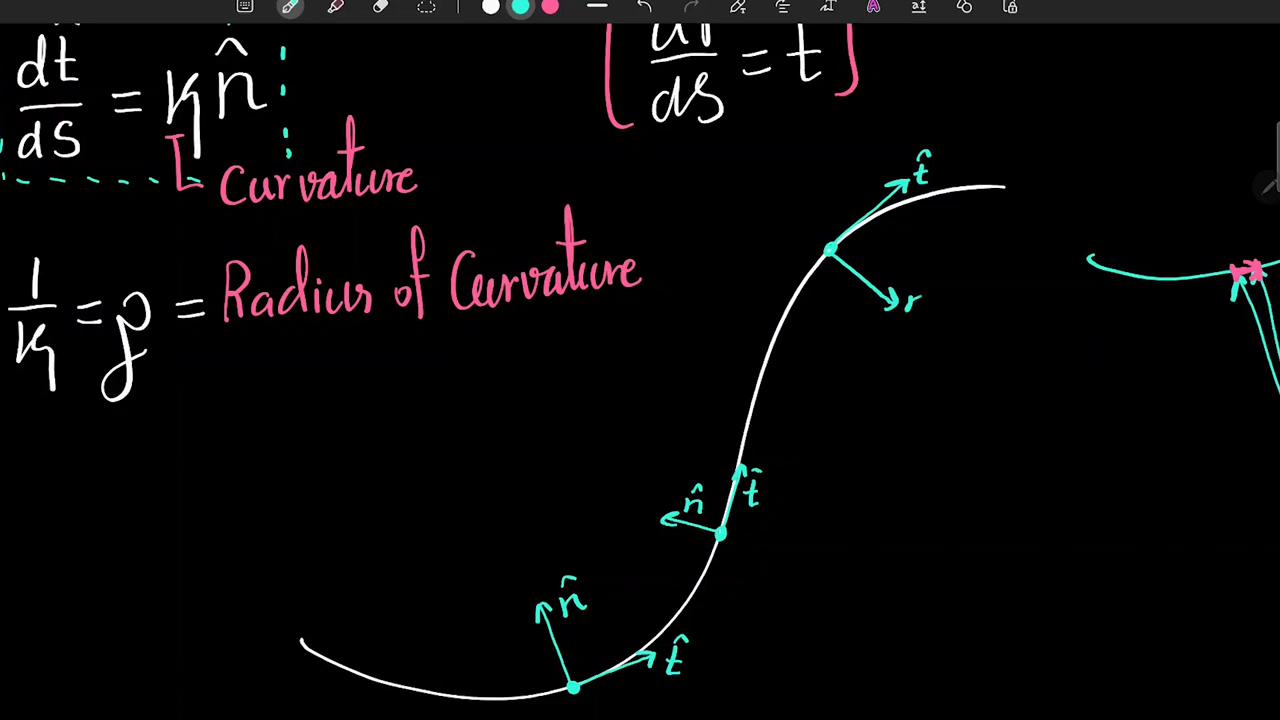 dt/ds = κn̂
dr/ds = t̂
Curvature
1/κ = ρ = Radius of Curvature
t̂
r
n̂
t̂
n̂
t̂